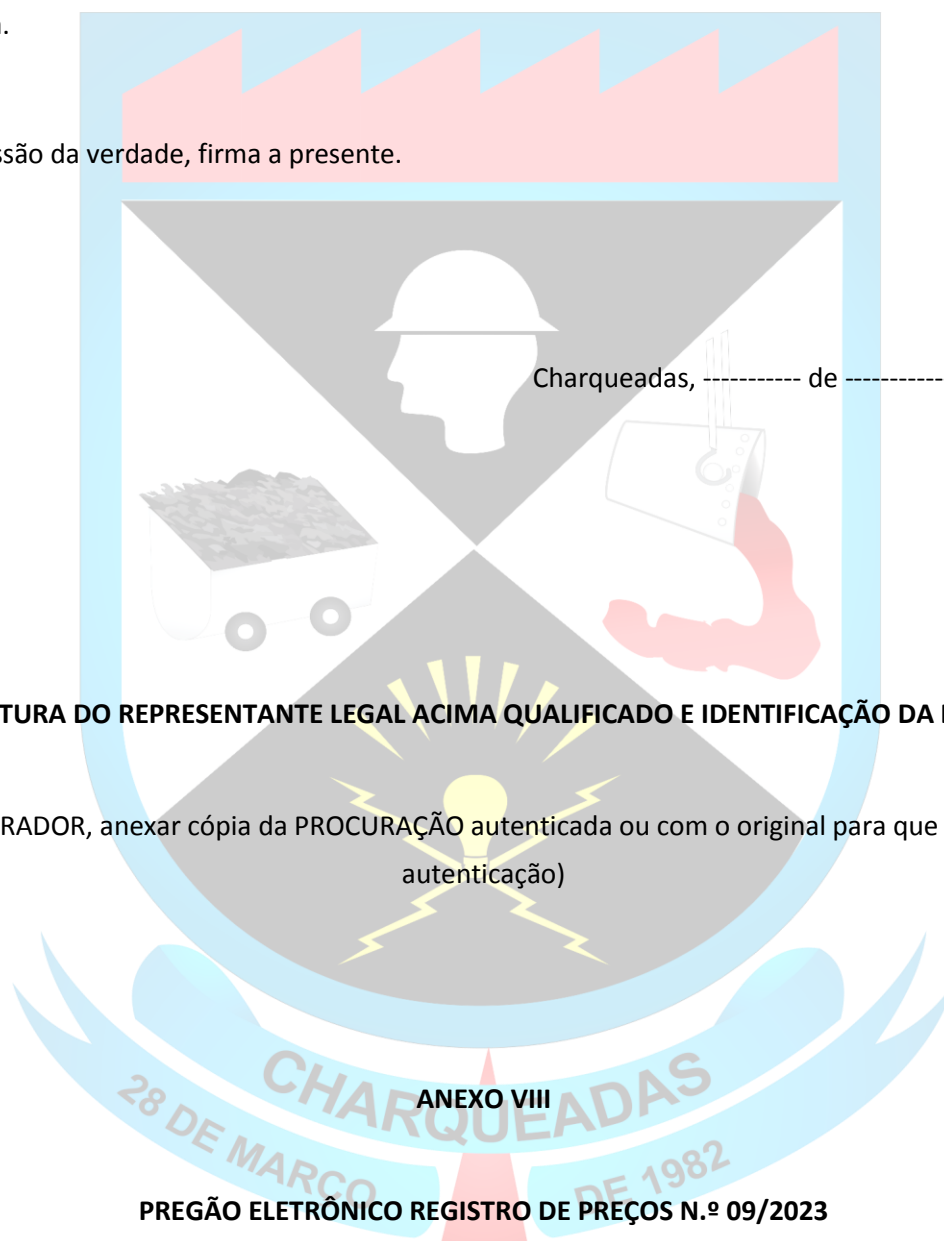 ssão da verdade, firma a presente.
Charqueadas, ----------- de -----------
TURA DO REPRESENTANTE LEGAL ACIMA QUALIFICADO E IDENTIFICAÇÃO DA
RADOR, anexar cópia da PROCURAÇÃO autenticada ou com o original para que
autenticação)
CHARQUEADAS
ANEXO VIII
28 DE MARÇO DE 1982
PREGÃO ELETRÔNICO REGISTRO DE PREÇOS N.º 09/2023